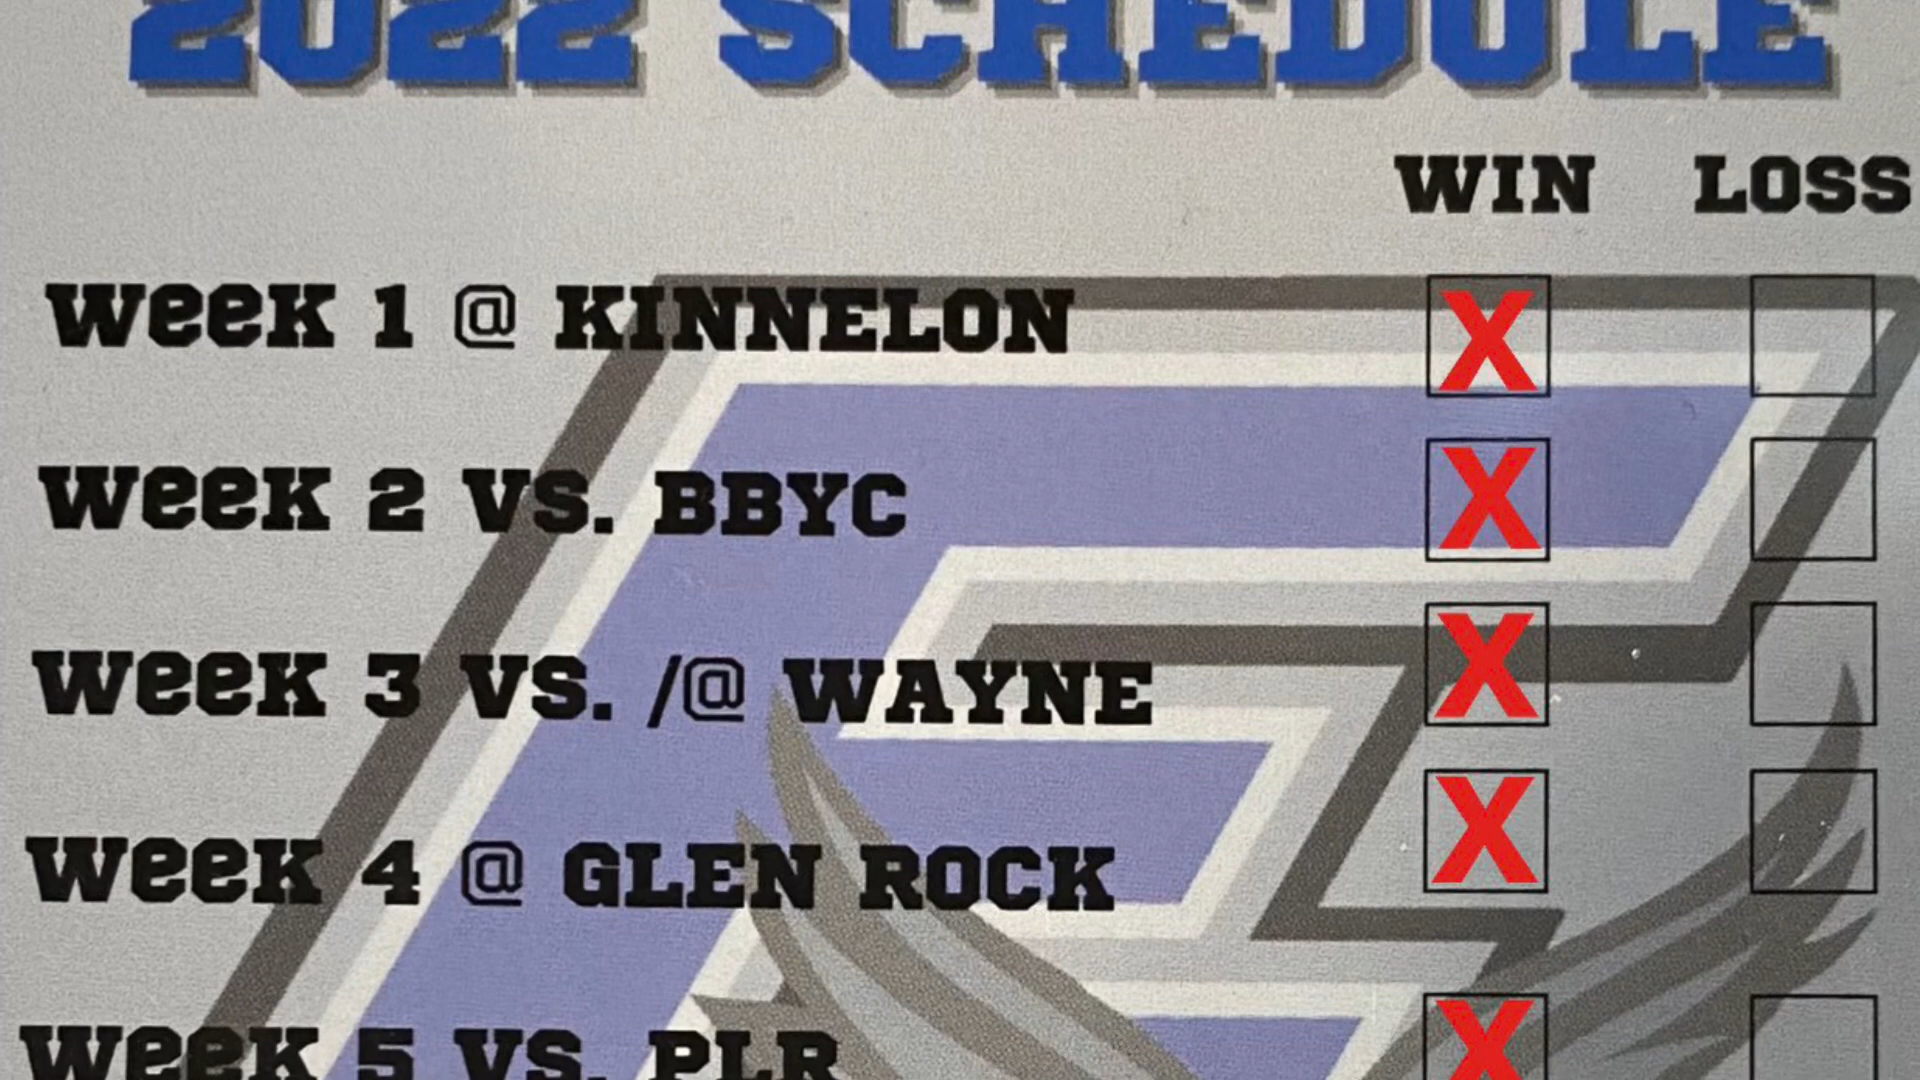 2022 SCHEDULE
WIN LOSS
WeeK 1 @ KINNELON X
WeeK 2 VS. BBYC X
WeeK 3 VS. /@ WAYNE X
WeeK 4 @ GLEN ROCK X
WeeK 5 VS. PLR X